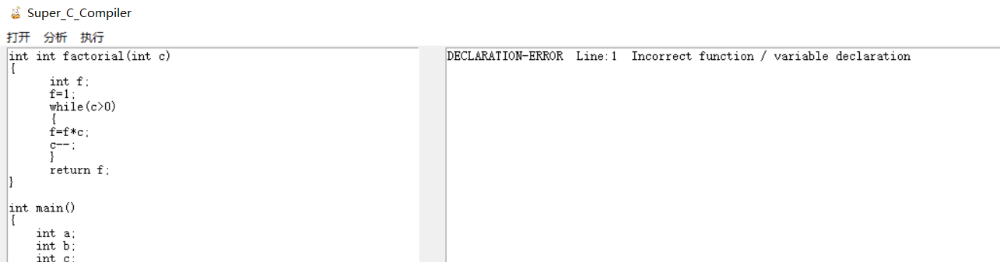 Super_C_Compiler
打开 分析 执行
int int factorial(int c)
{
int f;
f=1;
while(c>0)
{
f=f*c;
c--;
}
return f;
}
int main()
{
int a;
int b;
int c;
DECLARATION-ERROR Line:1 Incorrect function / variable declaration